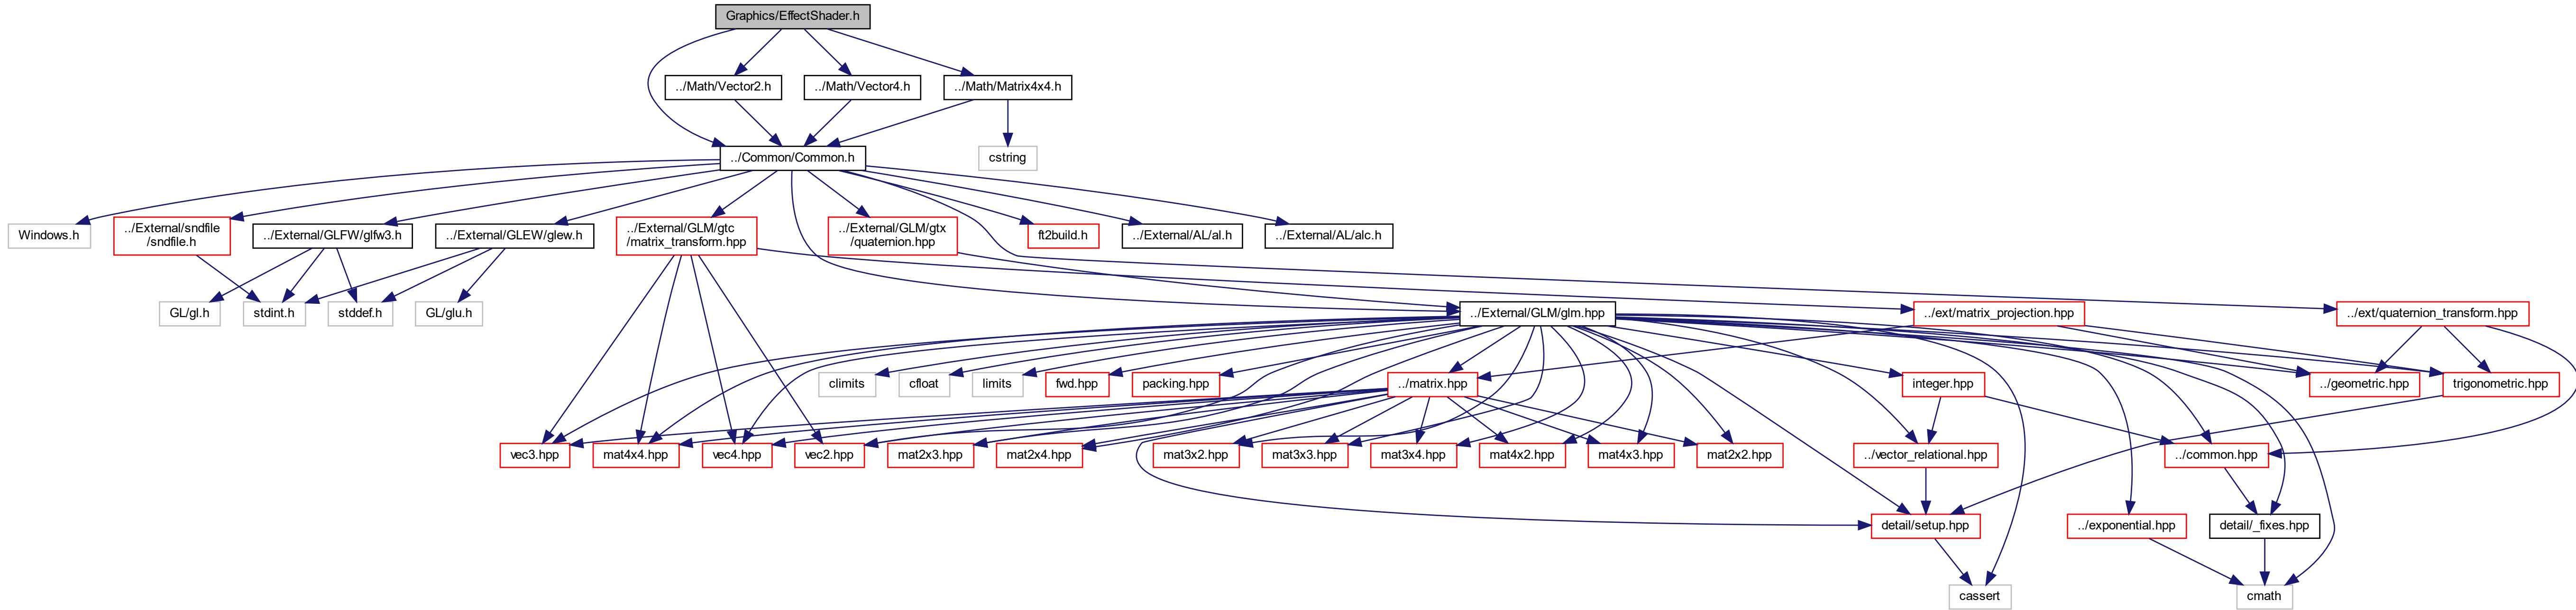 Graphics/EffectShader.h
../Math/Vector2.h
../Math/Vector4.h
../Math/Matrix4x4.h
../Common/Common.h
cstring
Windows.h
../External/sndfile
/sndfile.h
../External/GLFW/glfw3.h
../External/GLEW/glew.h
../External/GLM/gtc
/matrix_transform.hpp
../External/GLM/gtx
/quaternion.hpp
ft2build.h
../External/AL/al.h
../External/AL/alc.h
GL/gl.h
stdint.h
stddef.h
GL/glu.h
../External/GLM/glm.hpp
../ext/matrix_projection.hpp
../ext/quaternion_transform.hpp
climits
cfloat
limits
fwd.hpp
packing.hpp
../matrix.hpp
integer.hpp
../geometric.hpp
trigonometric.hpp
vec3.hpp
mat4x4.hpp
vec4.hpp
vec2.hpp
mat2x3.hpp
mat2x4.hpp
mat3x2.hpp
mat3x3.hpp
mat3x4.hpp
mat4x2.hpp
mat4x3.hpp
mat2x2.hpp
../vector_relational.hpp
../common.hpp
detail/setup.hpp
../exponential.hpp
detail/_fixes.hpp
cassert
cmath